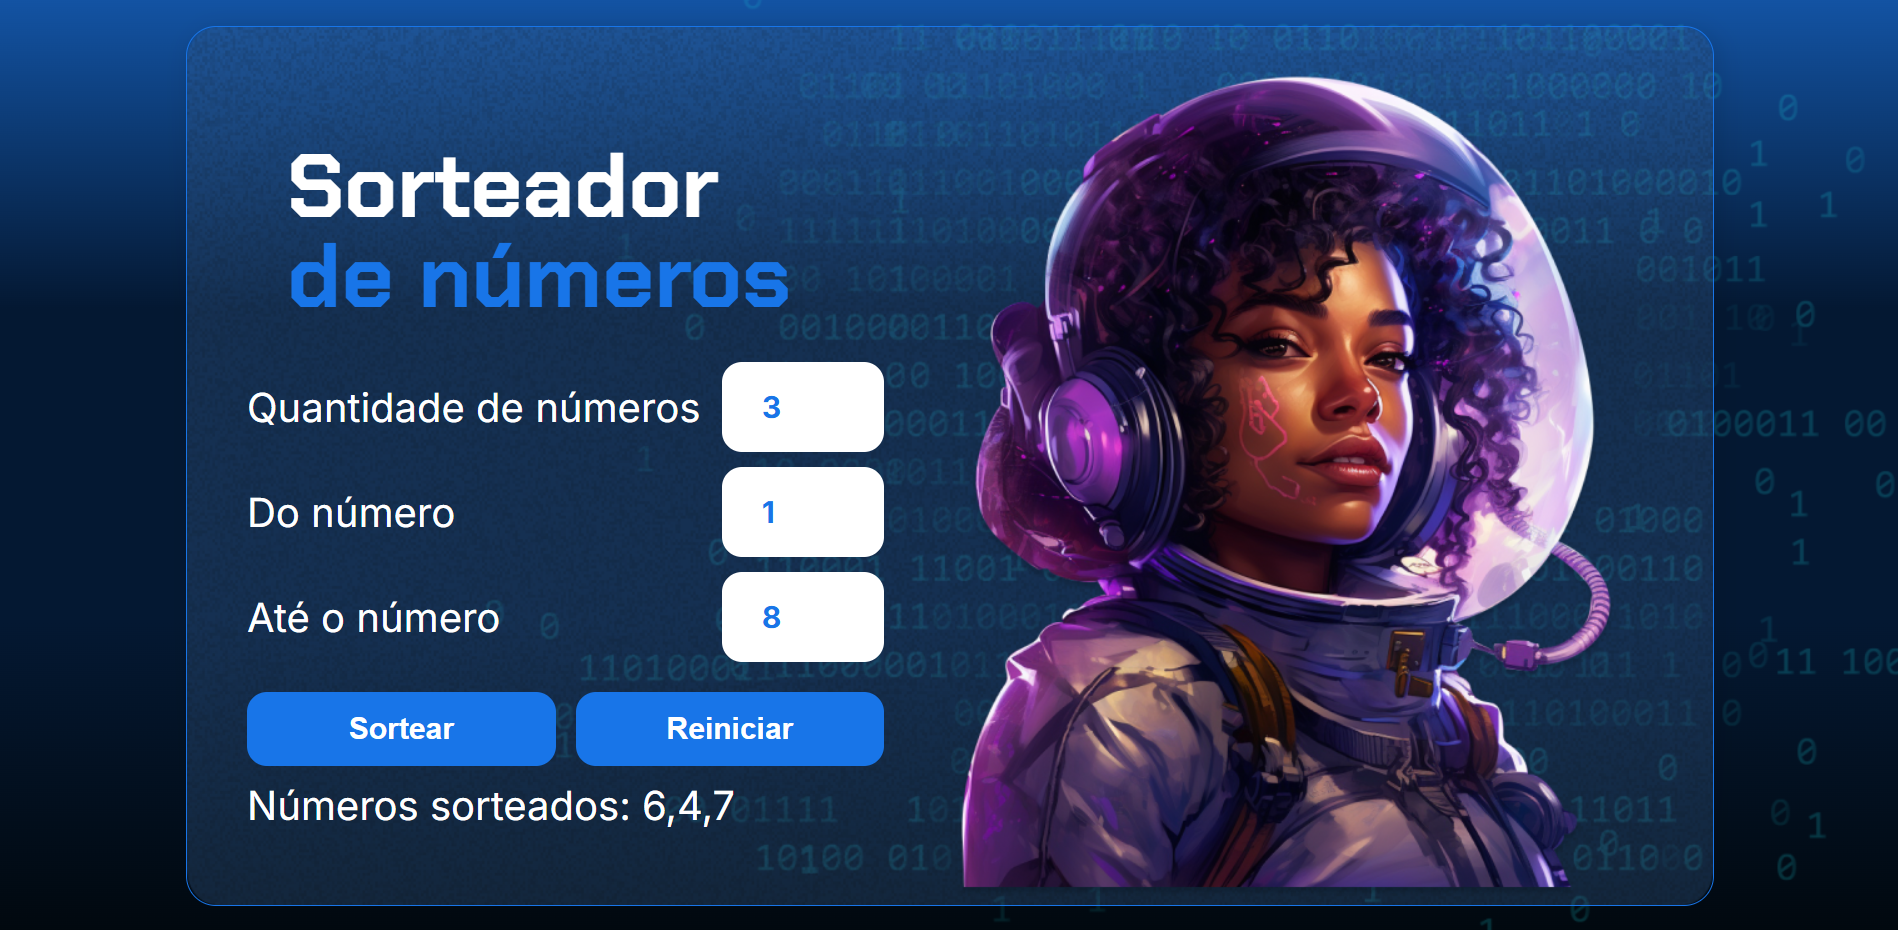 Sorteador
de números
Quantidade de números 3
Do número 1
Até o número 8
Sortear Reiniciar
Números sorteados: 6,4,7